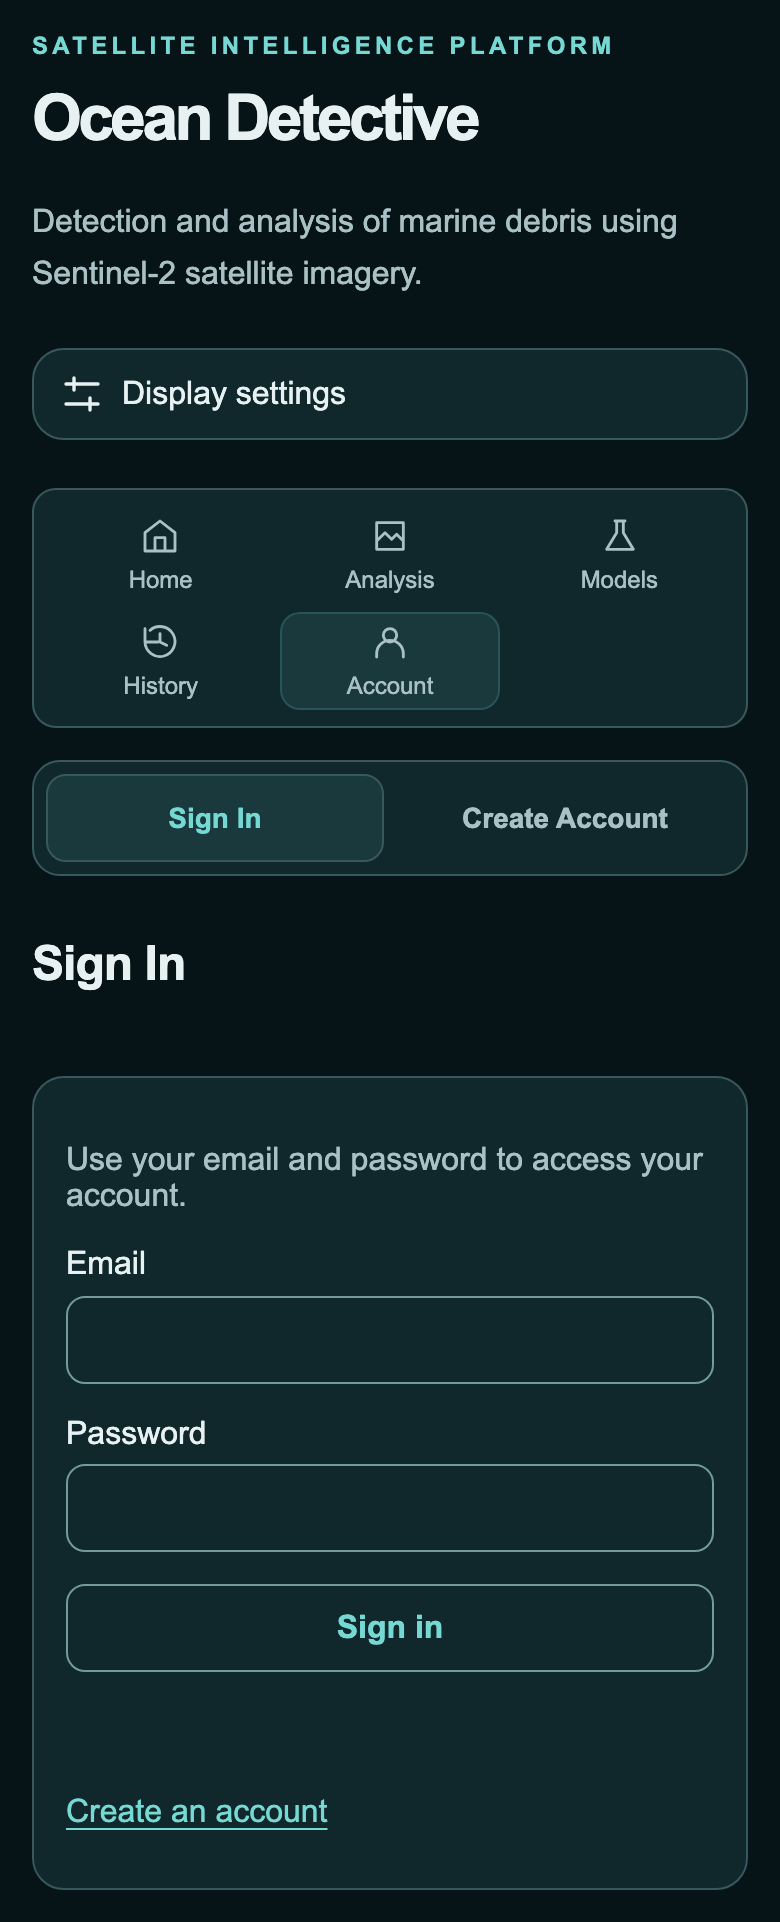 SATELLITE INTELLIGENCE PLATFORM
Ocean Detective
Detection and analysis of marine debris using
Sentinel-2 satellite imagery.
Display settings
Home
Analysis
Models
History
Account
Sign In
Create Account
Sign In
Use your email and password to access your
account.
Email
Password
Sign in
Create an account